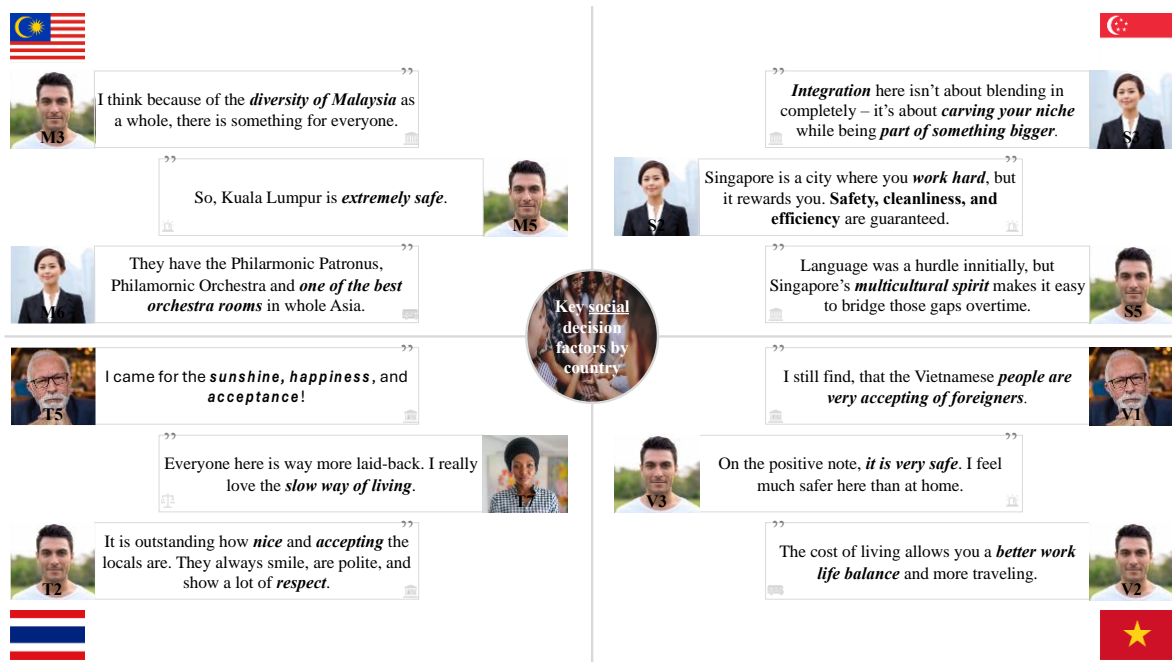 ”
I think because of the diversity of Malaysia as
a whole, there is something for everyone.
M3
”
So, Kuala Lumpur is extremely safe.
M5
”
They have the Philarmonic Patronus,
Philamornic Orchestra and one of the best
orchestra rooms in whole Asia.
M6
”
Integration here isn’t about blending in
completely – it’s about carving your niche
while being part of something bigger.
S3
”
Singapore is a city where you work hard, but
it rewards you. Safety, cleanliness, and
efficiency are guaranteed.
S2
”
Language was a hurdle innitially, but
Singapore’s multicultural spirit makes it easy
to bridge those gaps overtime.
S5
Key social
decision
factors by
country
”
I came for the sunshine, happiness, and
acceptance!
T5
”
Everyone here is way more laid-back. I really
love the slow way of living.
T7
”
It is outstanding how nice and accepting the
locals are. They always smile, are polite, and
show a lot of respect.
T2
”
I still find, that the Vietnamese people are
very accepting of foreigners.
V1
”
On the positive note, it is very safe. I feel
much safer here than at home.
V3
”
The cost of living allows you a better work
life balance and more traveling.
V2